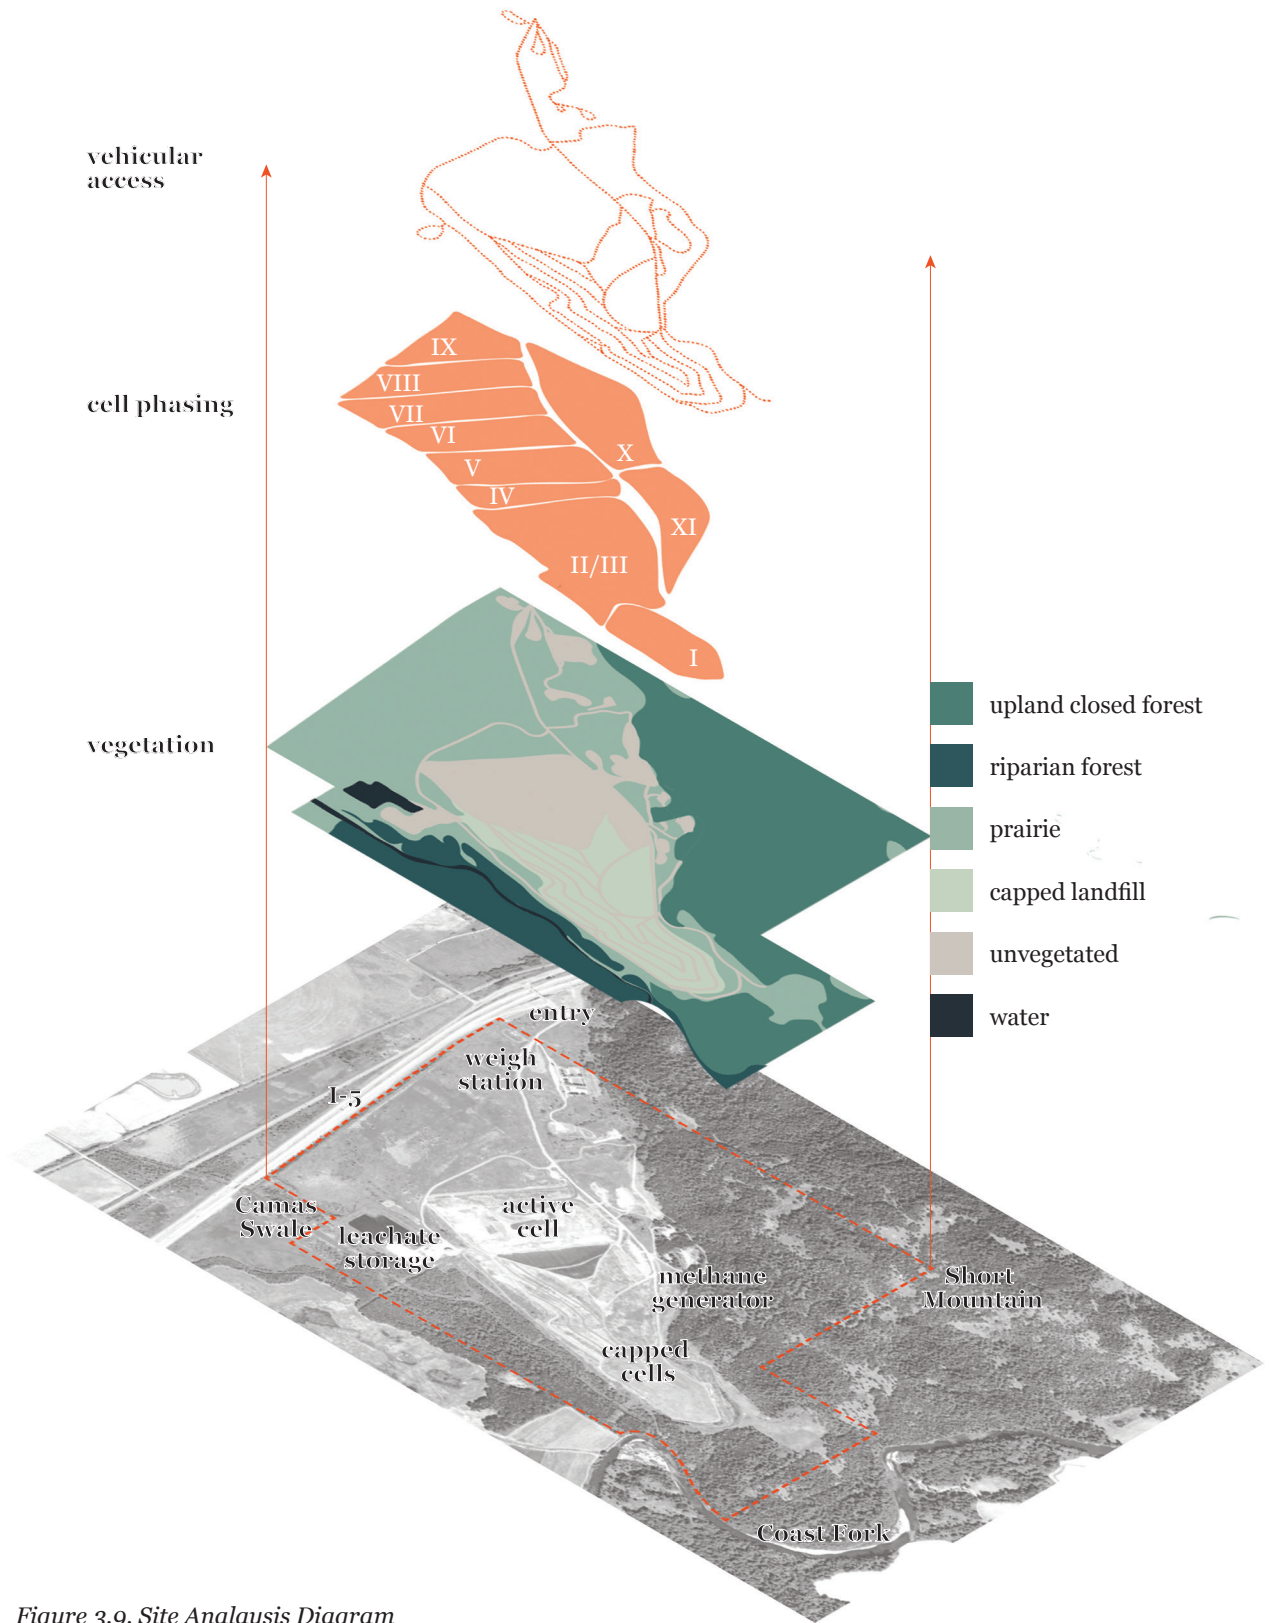 vehicular
access
cell phasing
IX
VIII
VII
VI
V
IV
X
XI
II/III
I
vegetation
upland closed forest
riparian forest
prairie
capped landfill
unvegetated
water
entry
weigh
station
I-5
Camas
Swale
leachate
storage
active
cell
methane
generator
Short
Mountain
capped
cells
Coast Fork
Figure 3.9. Site Analaysis Diagram